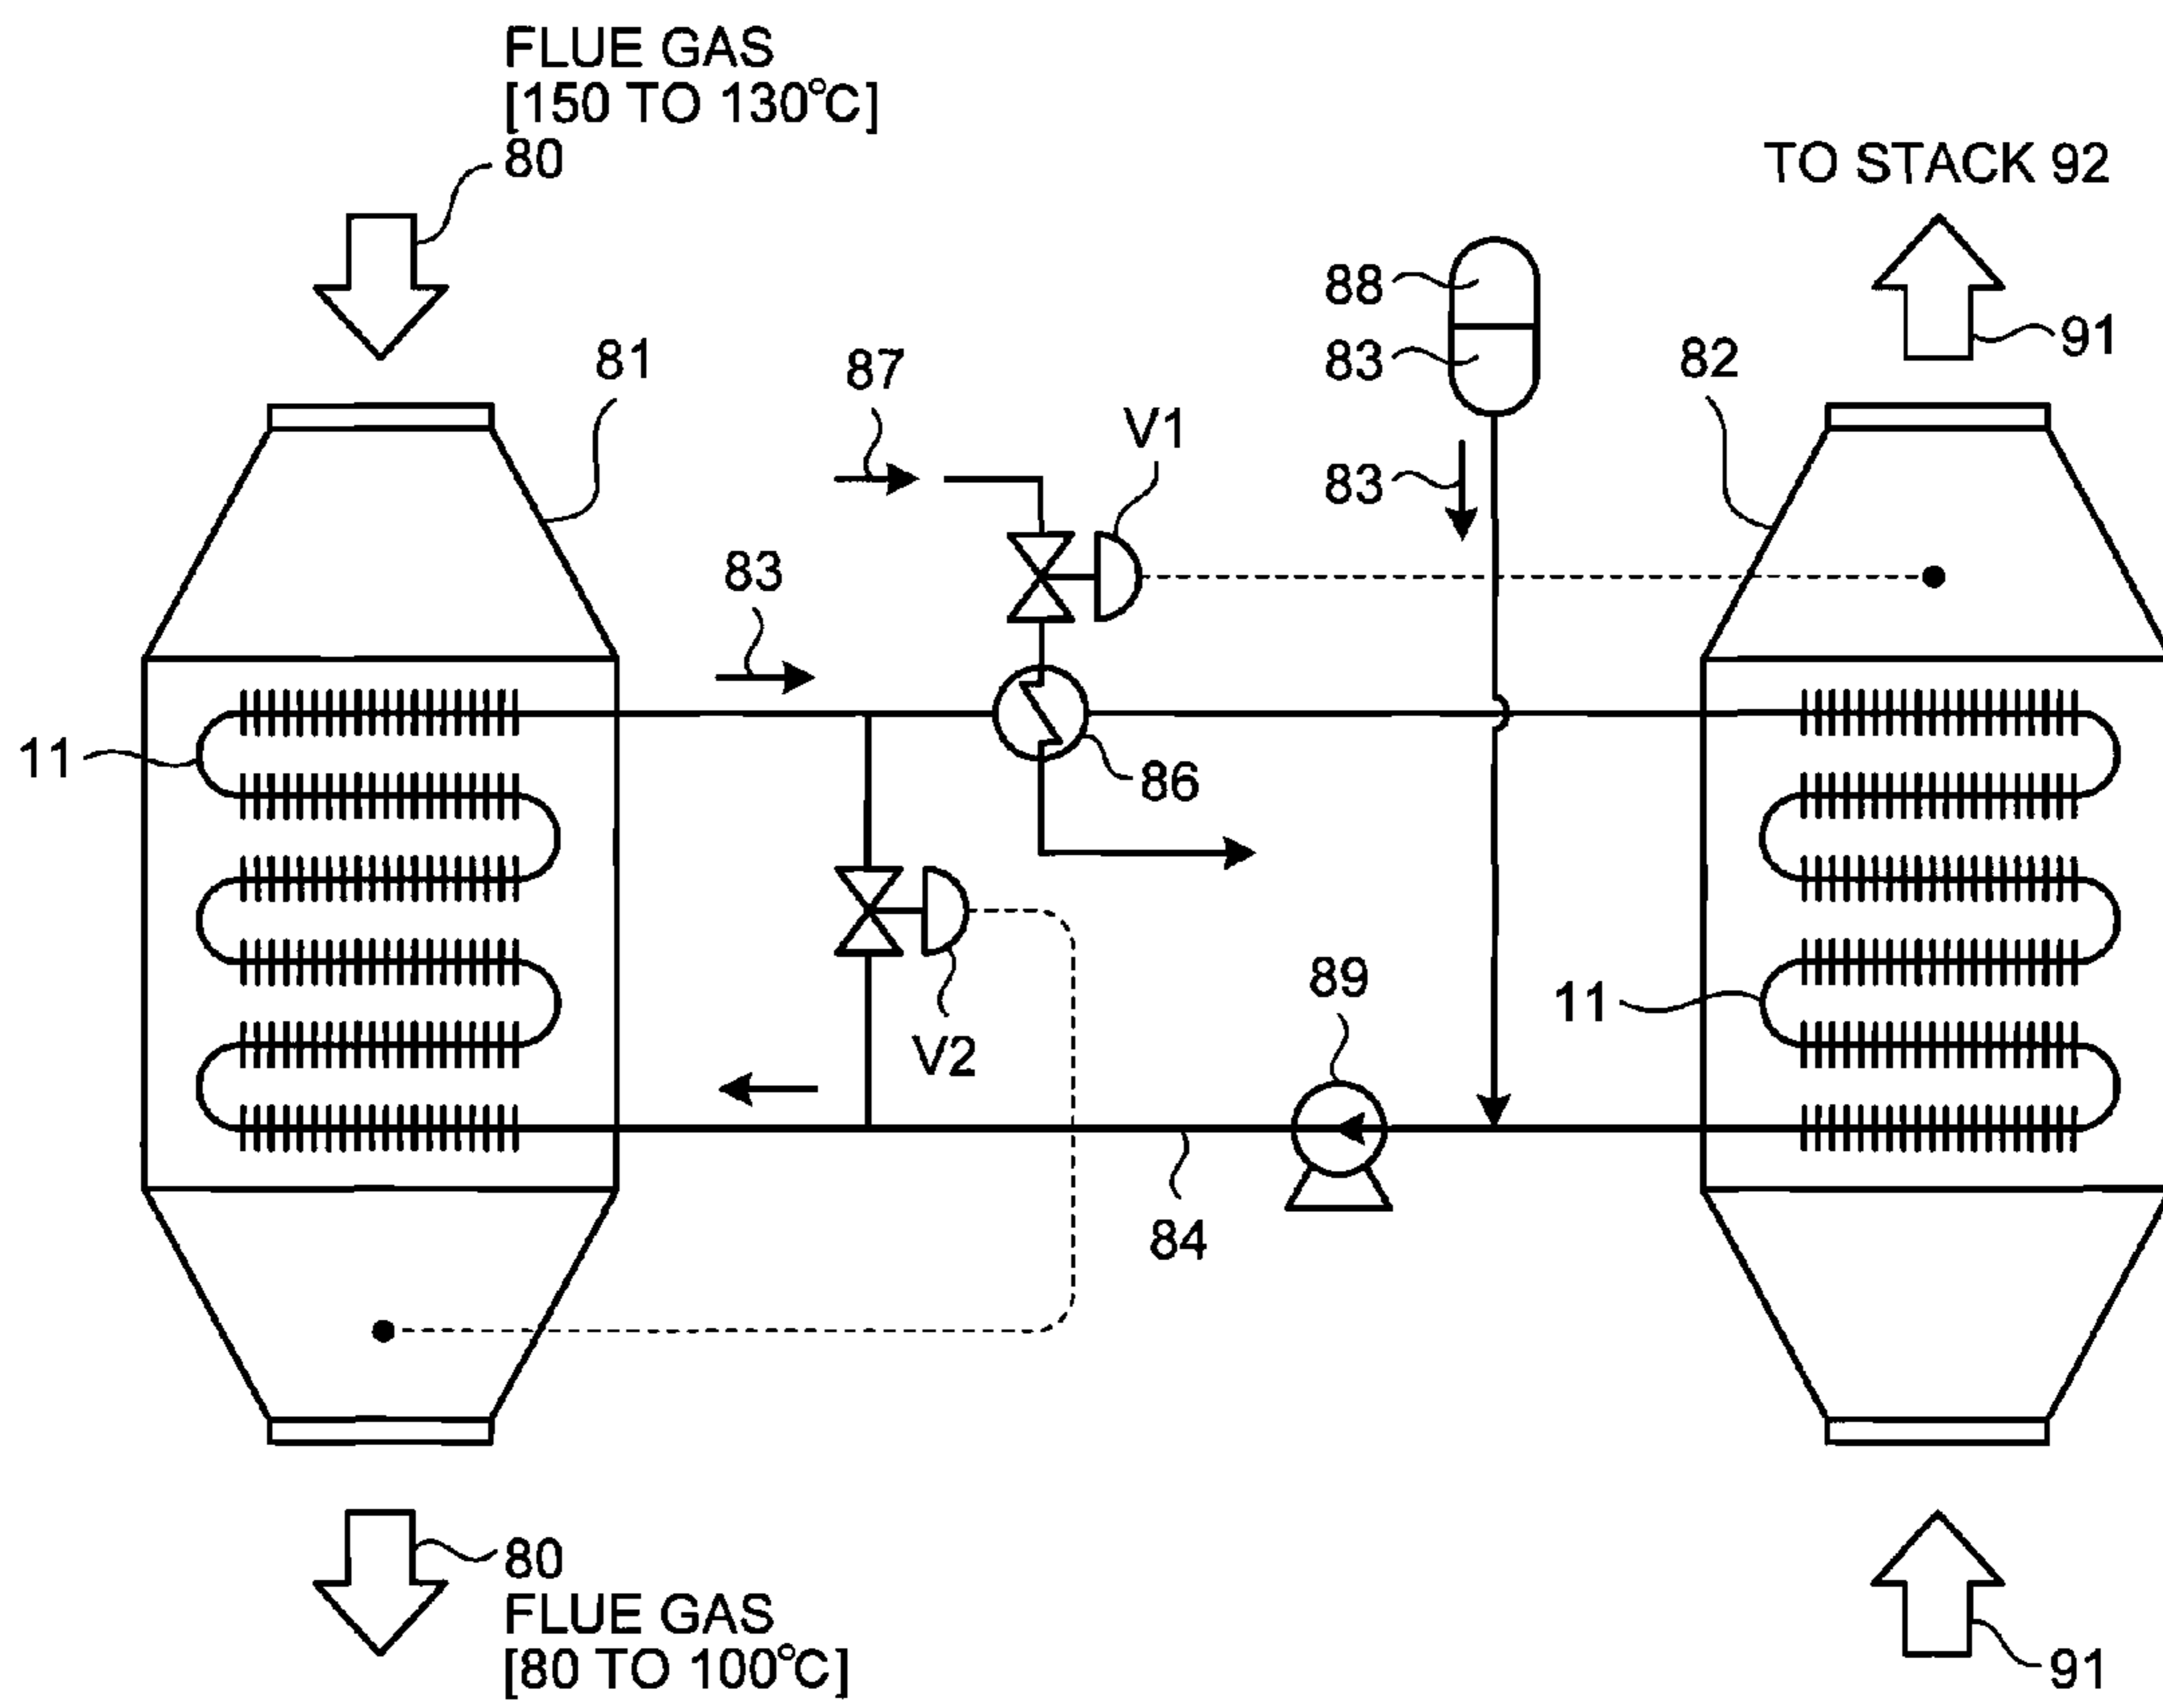 FLUE GAS
[150 TO 130°C]
80
TO STACK 92
88
91
81
87
83
82
V1
83
83
11
86
89
11
V2
84
80
FLUE GAS
[80 TO 100°C]
91